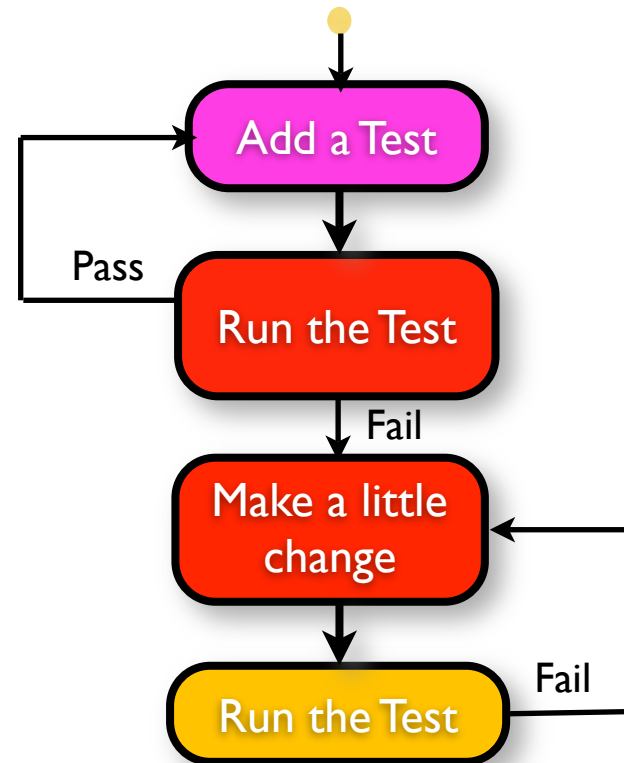 Add a Test
Pass
Run the Test
Fail
Make a little
change
Fail
Run the Test